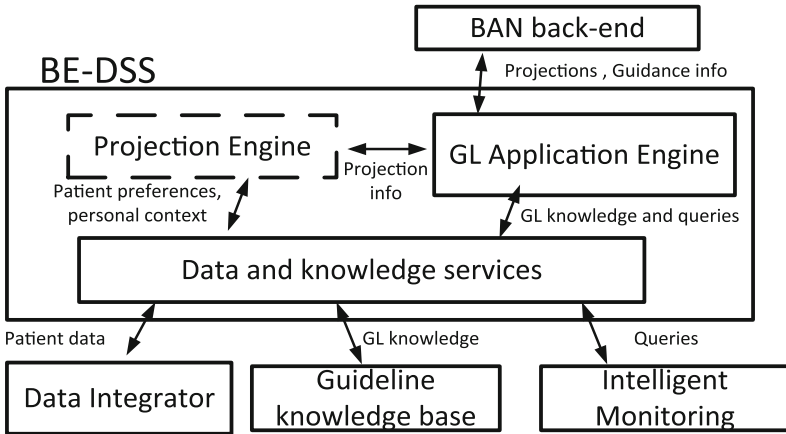 BAN back-end
BE-DSS
Projections , Guidance info
Projection Engine
GL Application Engine
Projection
info
Patient preferences,
personal context
GL knowledge and queries
Data and knowledge services
Patient data
GL knowledge
Queries
Data Integrator
Guideline
knowledge base
Intelligent
Monitoring